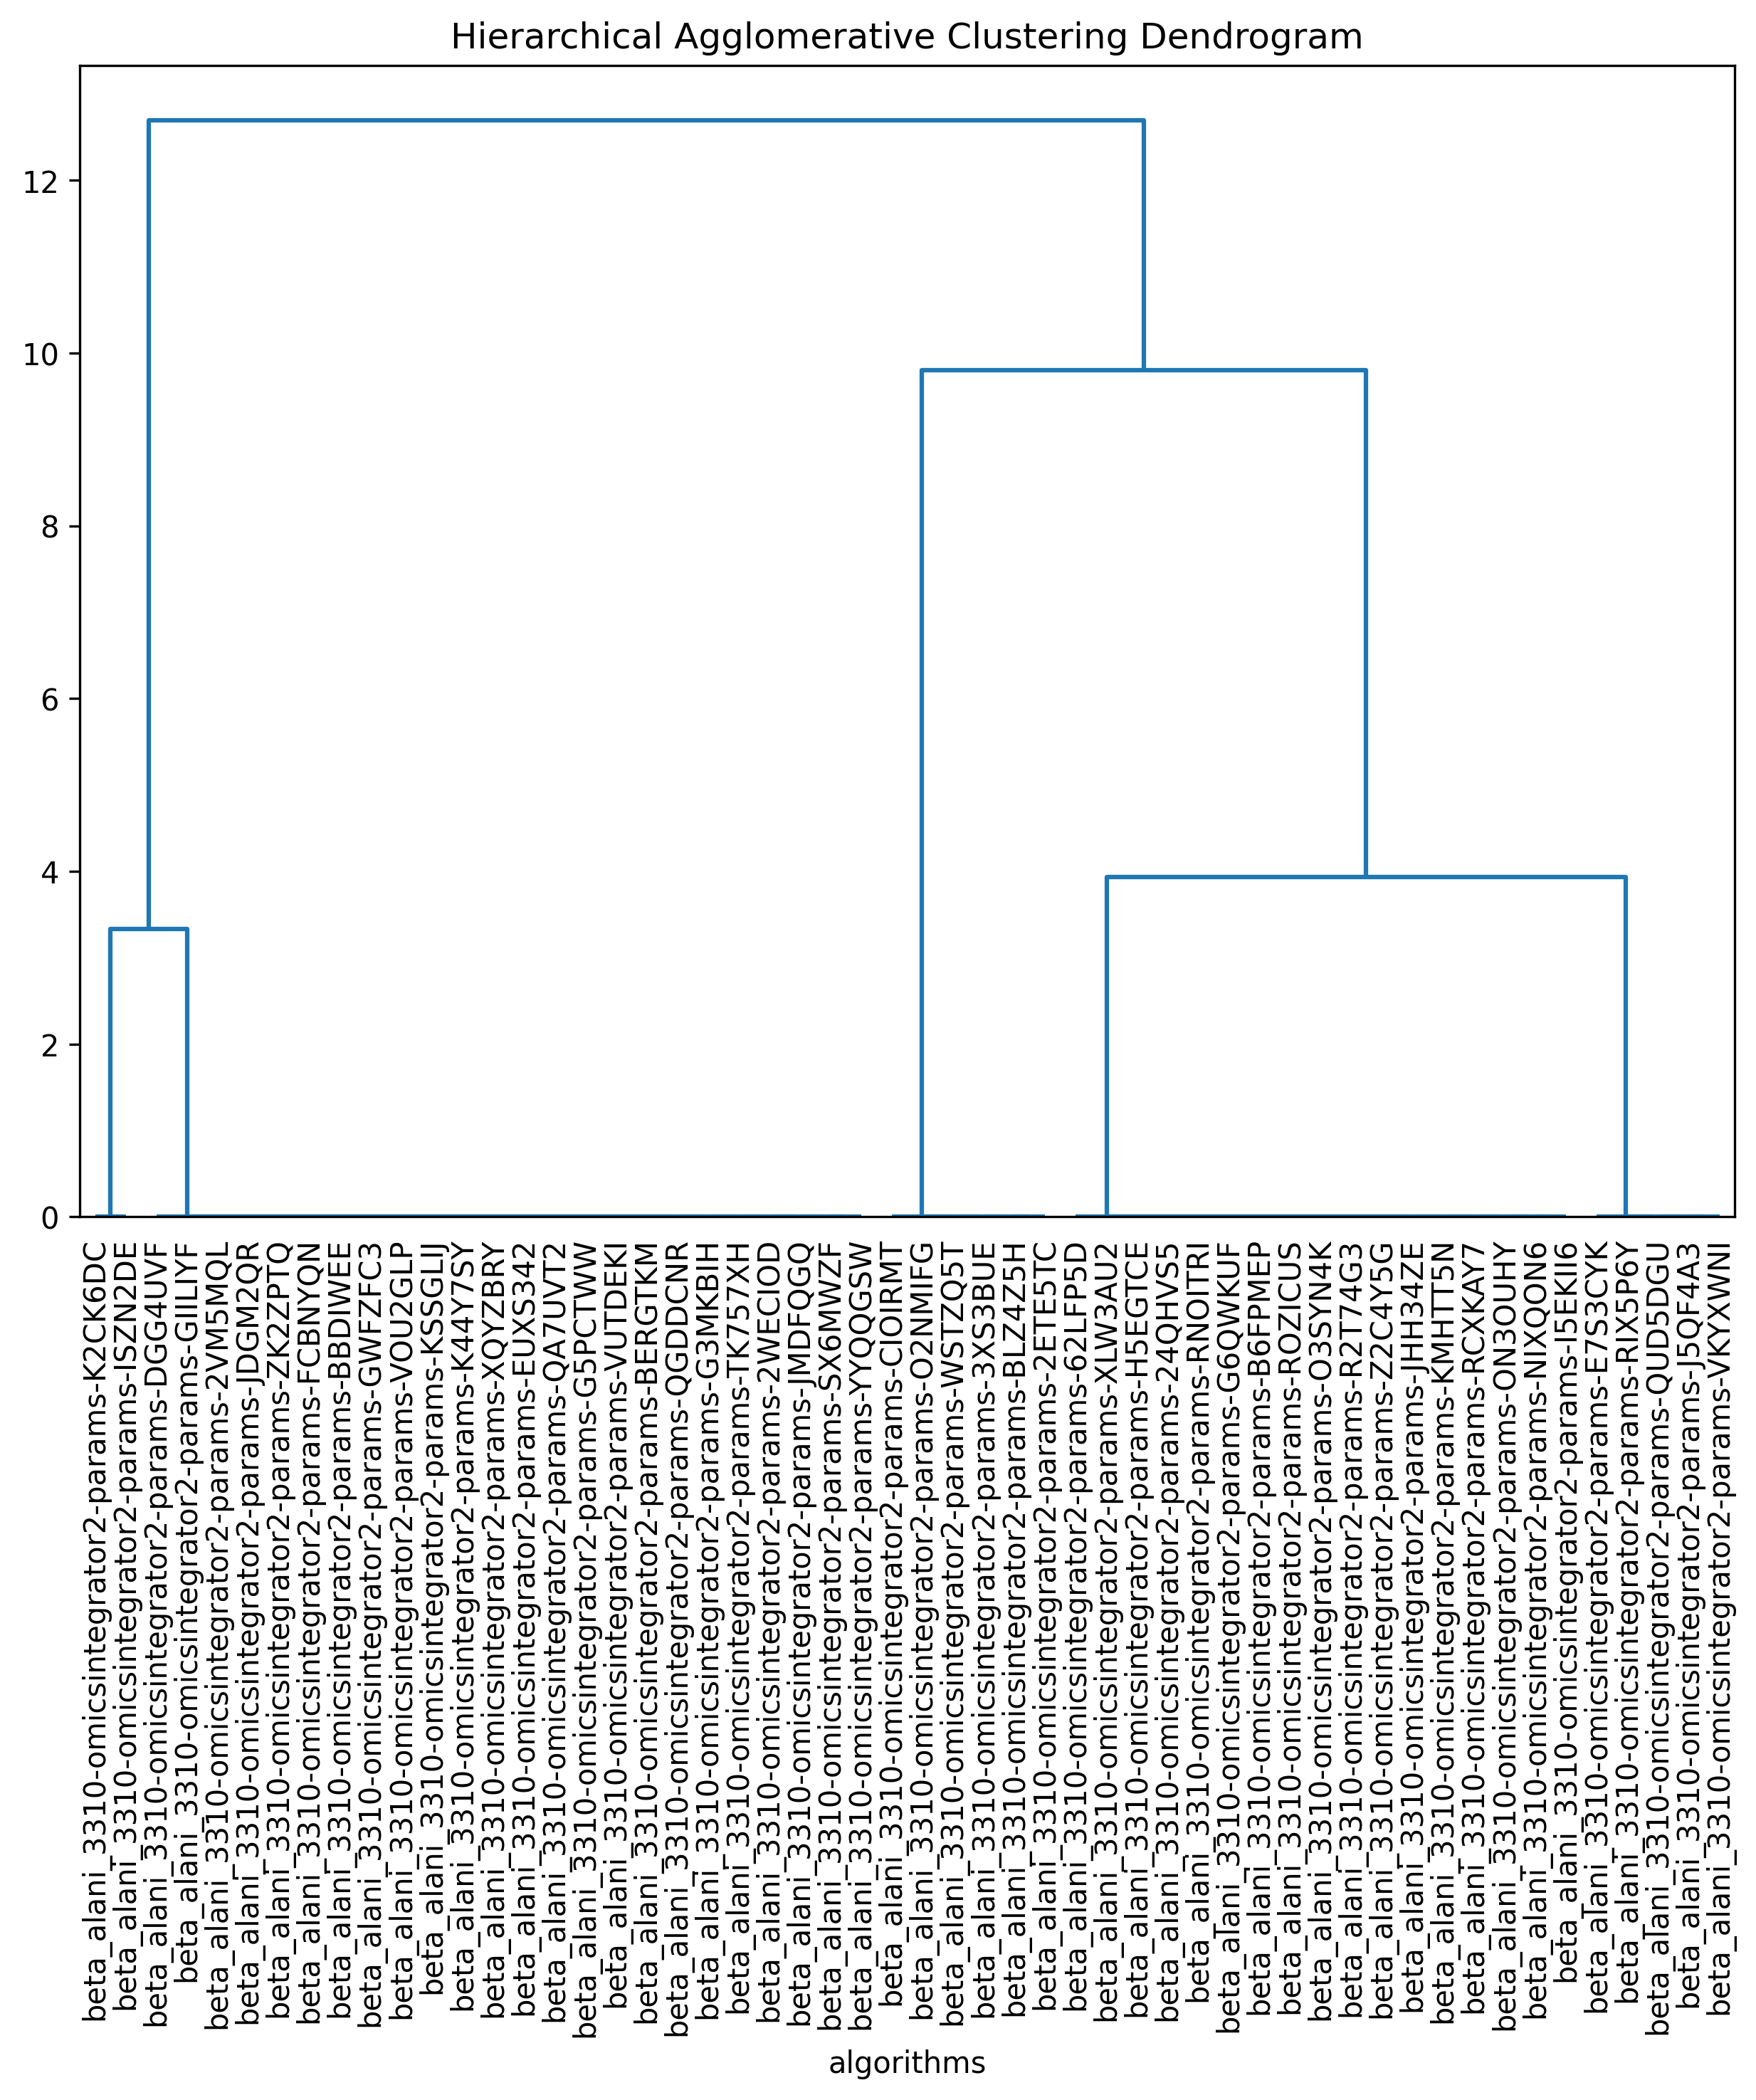 Hierarchical Agglomerative Clustering Dendrogram
12
10
8
6
4
2
0
beta_alani_3310-omicsintegrator2-params-K2CK6DC
beta_alani_3310-omicsintegrator2-params-ISZN2DE
beta_alani_3310-omicsintegrator2-params-DGG4UVF
beta_alani_3310-omicsintegrator2-params-GIILIYF
beta_alani_3310-omicsintegrator2-params-2VM5MQL
beta_alani_3310-omicsintegrator2-params-JDGM2QR
beta_alani_3310-omicsintegrator2-params-ZK2ZPTQ
beta_alani_3310-omicsintegrator2-params-FCBNYQN
beta_alani_3310-omicsintegrator2-params-BBDIWEE
beta_alani_3310-omicsintegrator2-params-GWFZFC3
beta_alani_3310-omicsintegrator2-params-VOU2GLP
beta_alani_3310-omicsintegrator2-params-KSSGLIJ
beta_alani_3310-omicsintegrator2-params-K44Y7SY
beta_alani_3310-omicsintegrator2-params-XQYZBRY
beta_alani_3310-omicsintegrator2-params-EUXS342
beta_alani_3310-omicsintegrator2-params-QA7UVT2
beta_alani_3310-omicsintegrator2-params-G5PCTWW
beta_alani_3310-omicsintegrator2-params-VUTDEKI
beta_alani_3310-omicsintegrator2-params-BERGTKM
beta_alani_3310-omicsintegrator2-params-QGDDCNR
beta_alani_3310-omicsintegrator2-params-G3MKBIH
beta_alani_3310-omicsintegrator2-params-TK757XH
beta_alani_3310-omicsintegrator2-params-2WECIOD
beta_alani_3310-omicsintegrator2-params-JMDFQGQ
beta_alani_3310-omicsintegrator2-params-SX6MWZF
beta_alani_3310-omicsintegrator2-params-YYQQGSW
beta_alani_3310-omicsintegrator2-params-CIOIRMT
beta_alani_3310-omicsintegrator2-params-O2NMIFG
beta_alani_3310-omicsintegrator2-params-WSTZQ5T
beta_alani_3310-omicsintegrator2-params-3XS3BUE
beta_alani_3310-omicsintegrator2-params-BLZ4Z5H
beta_alani_3310-omicsintegrator2-params-2ETE5TC
beta_alani_3310-omicsintegrator2-params-62LFP5D
beta_alani_3310-omicsintegrator2-params-XLW3AU2
beta_alani_3310-omicsintegrator2-params-H5EGTCE
beta_alani_3310-omicsintegrator2-params-24QHVS5
beta_alani_3310-omicsintegrator2-params-RNOITRI
beta_alani_3310-omicsintegrator2-params-G6QWKUF
beta_alani_3310-omicsintegrator2-params-B6FPMEP
beta_alani_3310-omicsintegrator2-params-ROZICUS
beta_alani_3310-omicsintegrator2-params-O3SYN4K
beta_alani_3310-omicsintegrator2-params-R2T74G3
beta_alani_3310-omicsintegrator2-params-Z2C4Y5G
beta_alani_3310-omicsintegrator2-params-JHH34ZE
beta_alani_3310-omicsintegrator2-params-KMHTT5N
beta_alani_3310-omicsintegrator2-params-RCXKAY7
beta_alani_3310-omicsintegrator2-params-ON3OUHY
beta_alani_3310-omicsintegrator2-params-NIXQON6
beta_alani_3310-omicsintegrator2-params-I5EKII6
beta_alani_3310-omicsintegrator2-params-E7S3CYK
beta_alani_3310-omicsintegrator2-params-RIX5P6Y
beta_alani_3310-omicsintegrator2-params-QUD5DGU
beta_alani_3310-omicsintegrator2-params-J5QF4A3
beta_alani_3310-omicsintegrator2-params-VKYXWNI
algorithms